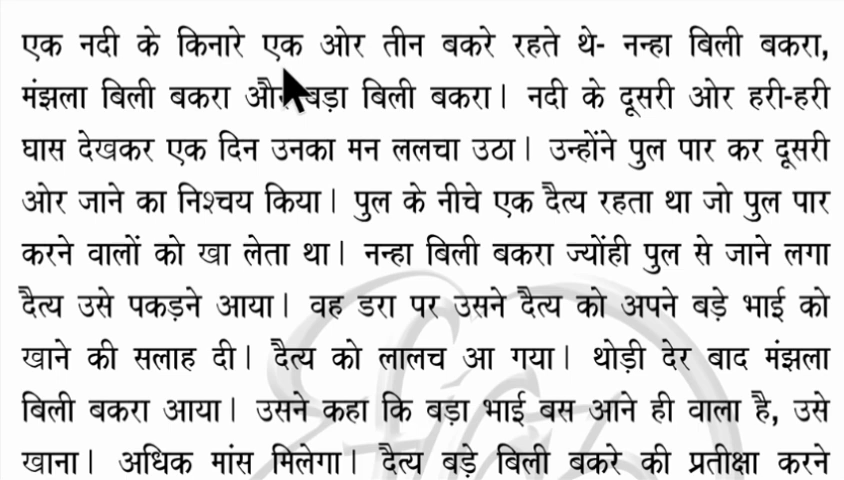 एक नदी के किनारे एक ओर तीन बकरे रहते थे- नन्हा बिली बकरा,
मंझला बिली बकरा और बड़ा बिली बकरा। नदी के दूसरी ओर हरी-हरी
घास देखकर एक दिन उनका मन ललचा उठा। उन्होंने पुल पार कर दूसरी
ओर जाने का निश्चय किया। पुल के नीचे एक दैत्य रहता था जो पुल पार
करने वालों को खा लेता था। नन्हा बिली बकरा ज्योंही पुल से जाने लगा
दैत्य उसे पकड़ने आया। वह डरा पर उसने दैत्य को अपने बड़े भाई को
खाने की सलाह दी। दैत्य को लालच आ गया। थोड़ी देर बाद मंझला
बिली बकरा आया। उसने कहा कि बड़ा भाई बस आने ही वाला है, उसे
खाना। अधिक मांस मिलेगा। दैत्य बड़े बिली बकरे की प्रतीक्षा करने